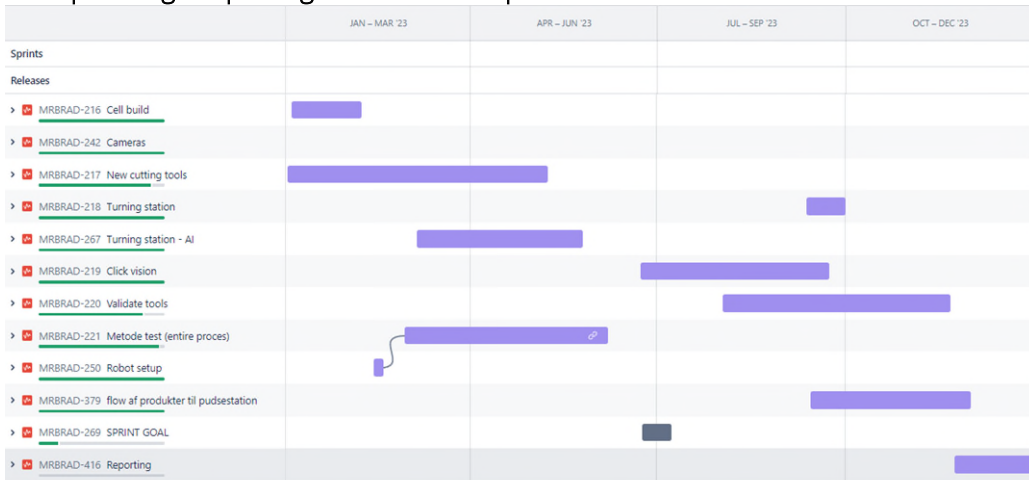 JAN – MAR '23
APR – JUN '23
JUL – SEP '23
OCT – DEC '23
Sprints
Releases
MRBRAD-216 Cell build
MRBRAD-242 Cameras
MRBRAD-217 New cutting tools
MRBRAD-218 Turning station
MRBRAD-267 Turning station - AI
MRBRAD-219 Click vision
MRBRAD-220 Validate tools
MRBRAD-221 Metode test (entire proces)
MRBRAD-250 Robot setup
MRBRAD-379 flow af produkter til pudsestation
MRBRAD-269 SPRINT GOAL
MRBRAD-416 Reporting